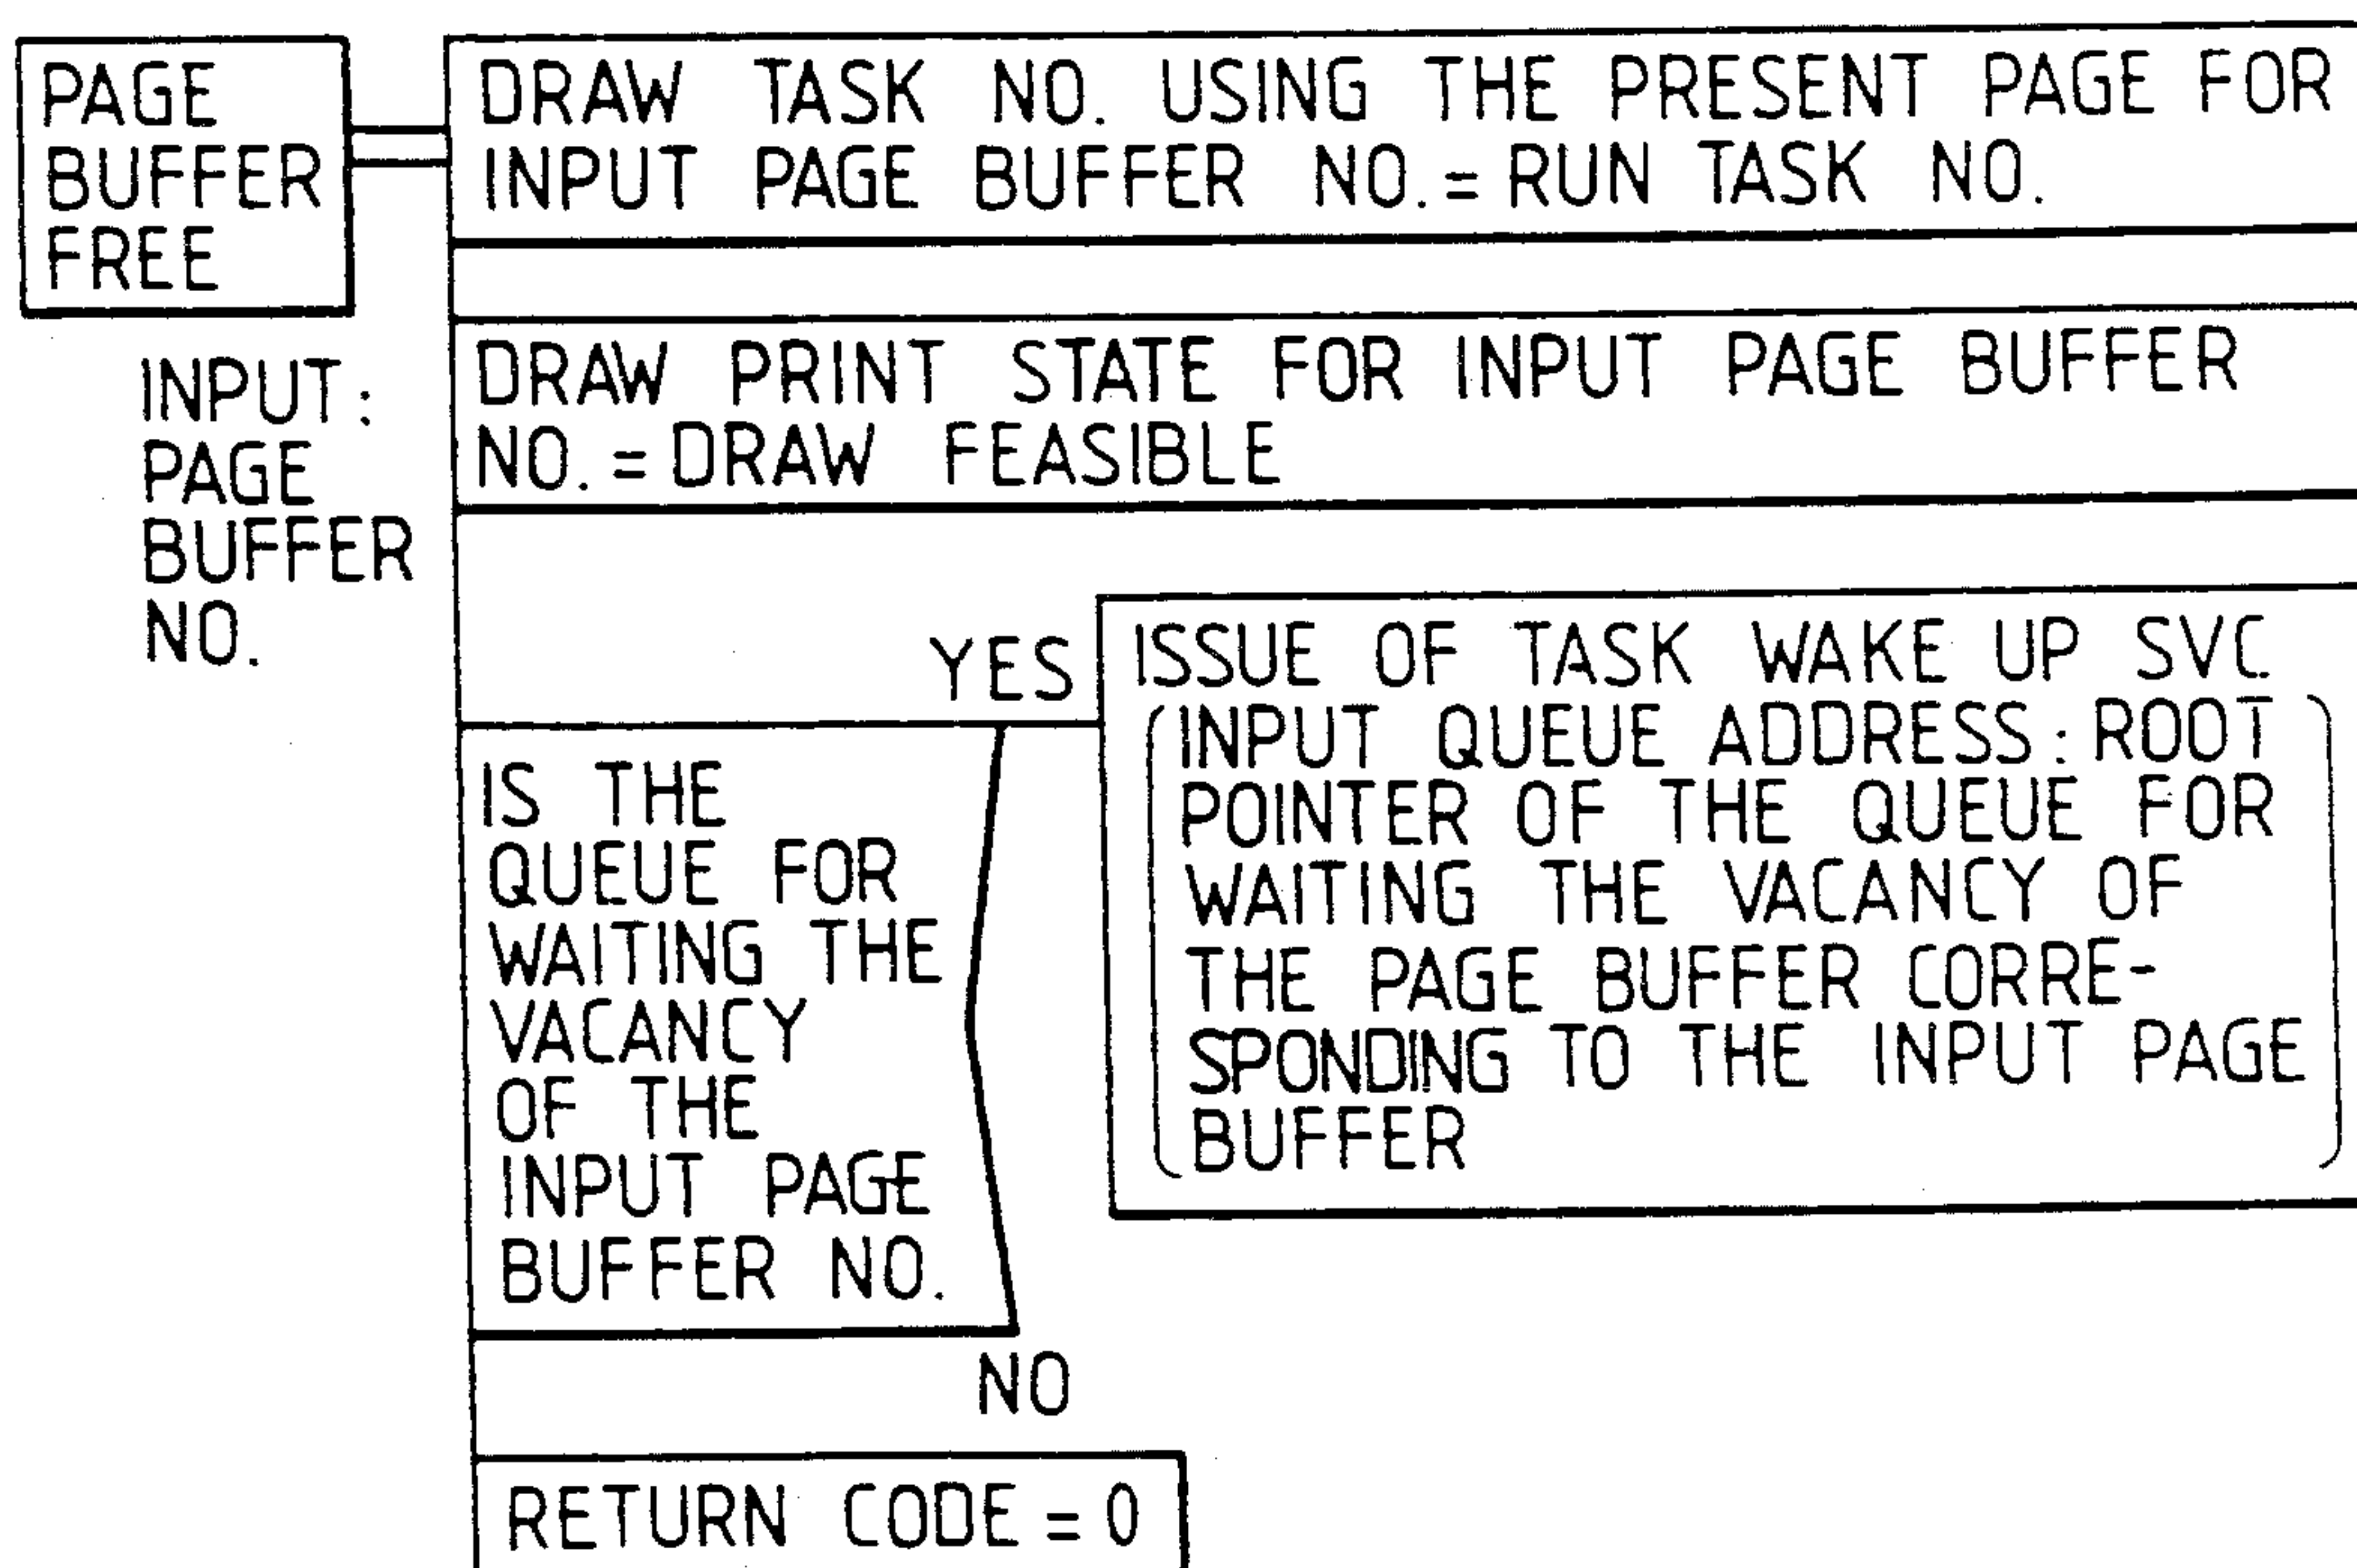 PAGE
BUFFER
FREE
INPUT:
PAGE
BUFFER
NO.
DRAW TASK NO. USING THE PRESENT PAGE FOR
INPUT PAGE BUFFER NO. = RUN TASK NO.
DRAW PRINT STATE FOR INPUT PAGE BUFFER
NO. = DRAW FEASIBLE
IS THE
QUEUE FOR
WAITING THE
VACANCY
OF THE
INPUT PAGE
BUFFER NO.
YES
ISSUE OF TASK WAKE UP SVC
(INPUT QUEUE ADDRESS: ROOT
POINTER OF THE QUEUE FOR
WAITING THE VACANCY OF
THE PAGE BUFFER CORRE-
SPONDING TO THE INPUT PAGE
BUFFER)
NO
RETURN CODE = 0